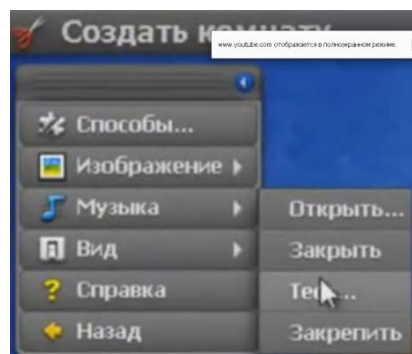 Создать
www.youtube.com отображается в полноэкранном режиме.
Способы...
Изображение
Музыка
Вид
Справка
Назад
Открыть...
Закрыть
Закрепить